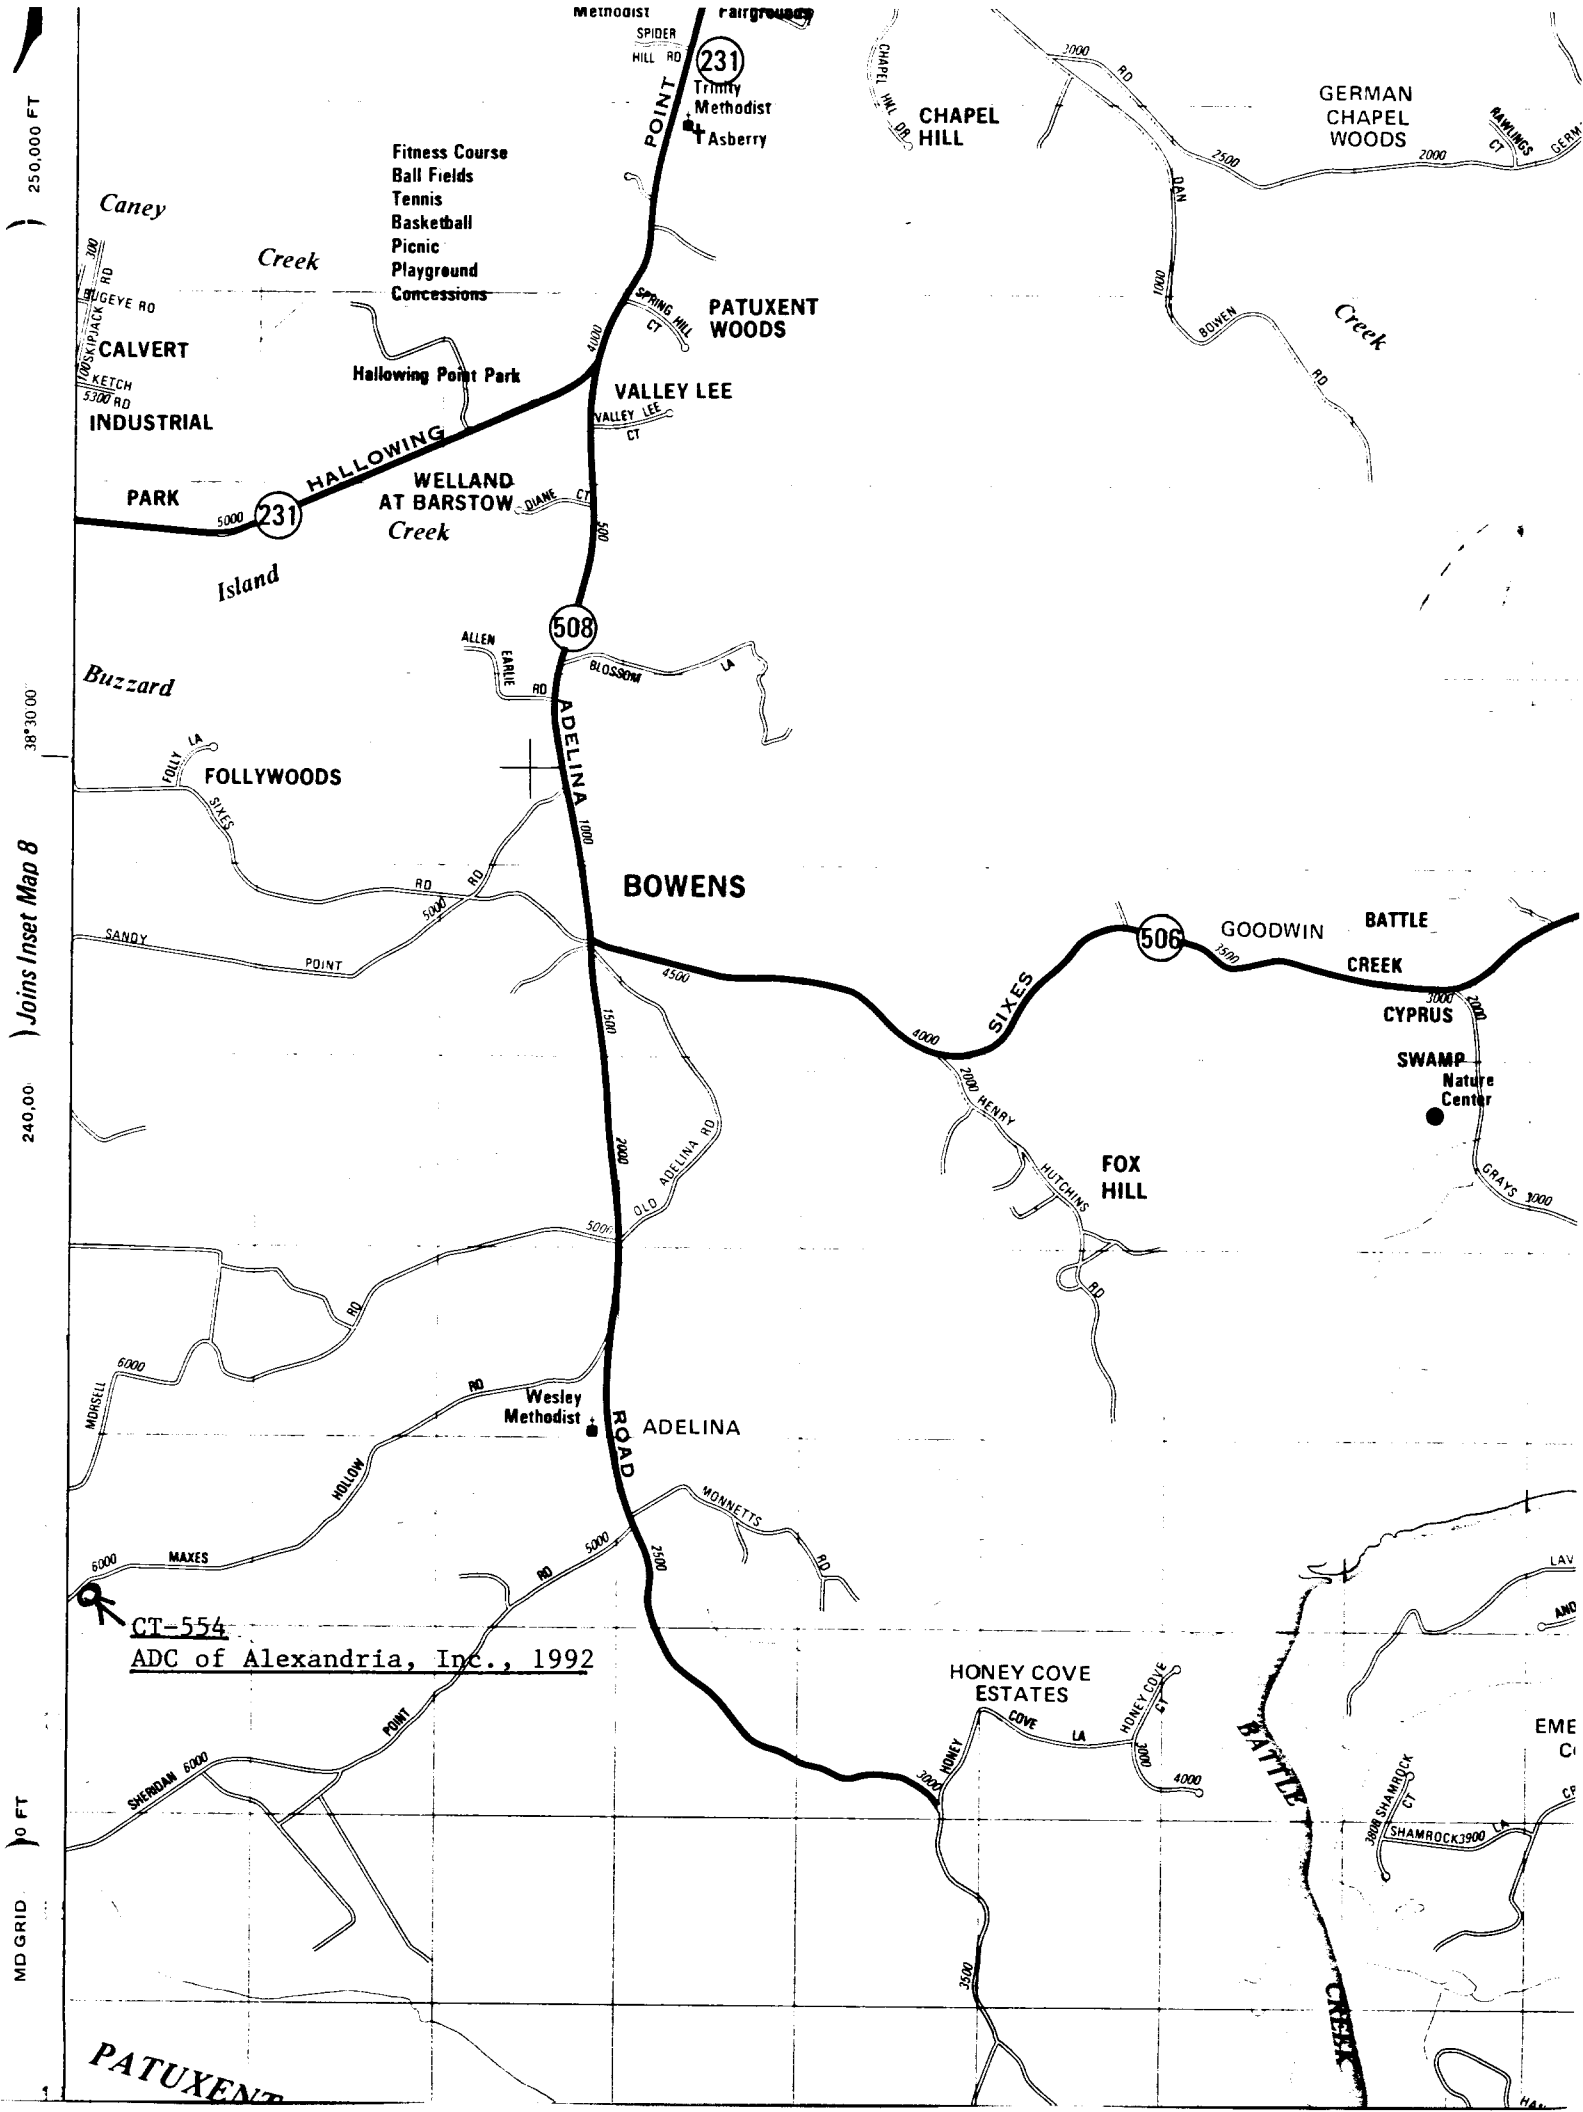 Methodist
Fairgrounds
SPIDER
HILL RD
231
Trinity
Methodist
Asberry
POINT
CHAPEL HILL DR
CHAPEL
HILL
2000
RD
GERMAN
CHAPEL
WOODS
RAWLINGS
CT
2500
2000
DAN
250,000 FT
Fitness Course
Ball Fields
Tennis
Basketball
Picnic
Playground
Concessions
Caney
Creek
300
RD
BUGEYE RD
100 SKIPJACK
CALVERT
KETCH
5300 RD
INDUSTRIAL
PARK
Hallowing Point Park
4000
SPRING HILL
CT
PATUXENT
WOODS
1000
BOWEN
RD
Creek
VALLEY LEE
VALLEY LEE
CT
HALLOWING
WELLAND
AT BARSTOW
DIANE CT
5000
231
Creek
500
Island
508
ALLEN
EARLIE
RD
BLOSSOM
LA
Buzzard
38°30'00"
ADELINA
FOLLY LA
FOLLYWOODS
SIXES
1000
RD
RD
5000
BOWENS
SANDY
POINT
4500
506
GOODWIN
BATTLE
3500
CREEK
SIXES
3000
2000
CYPRUS
4000
SWAMP
Nature
Center
Joins Inset Map 8
240,00
1500
2000
HENRY
HUTCHINS
RD
FOX
HILL
GRAYS 3000
2000
OLD ADELINA RD
RD
6000
MORSELL
RD
Wesley
Methodist
ROAD
ADELINA
HOLLOW
MONNETTS
RD
6000
MAXES
5000
RD
2500
LAV
AND
CT-554
ADC of Alexandria, Inc., 1992
HONEY COVE
ESTATES
HONEY COVE
CT
COVE
LA
HONEY
3000
3000
4000
POINT
SHERIDAN 6000
BATTLE
CREEK
EME
SHAMROCK
CT
SHAMROCK 3900 LA
0 FT
MD GRID
3500
PATUXENT